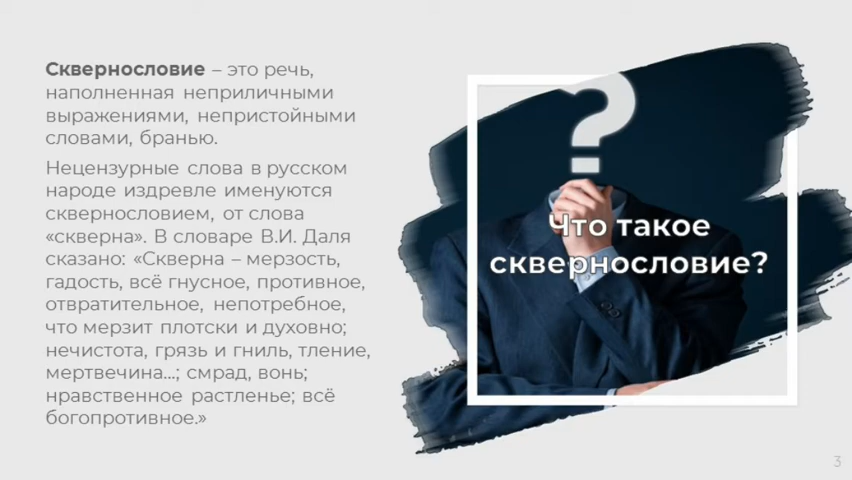 Сквернословие – это речь,
наполненная неприличными
выражениями, непристойными
словами, бранью.
Нецензурные слова в русском
народе издревле именуются
сквернословием, от слова
«скверна». В словаре В.И. Даля
сказано: «Скверна – мерзость,
гадость, всё гнусное, противное,
отвратительное, непотребное,
что мерзит плотски и духовно;
нечистота, грязь и гниль, тление,
мертвечина...; смрад, вонь;
нравственное растленье; всё
богопротивное.»
?
Что такое
сквернословие?
3